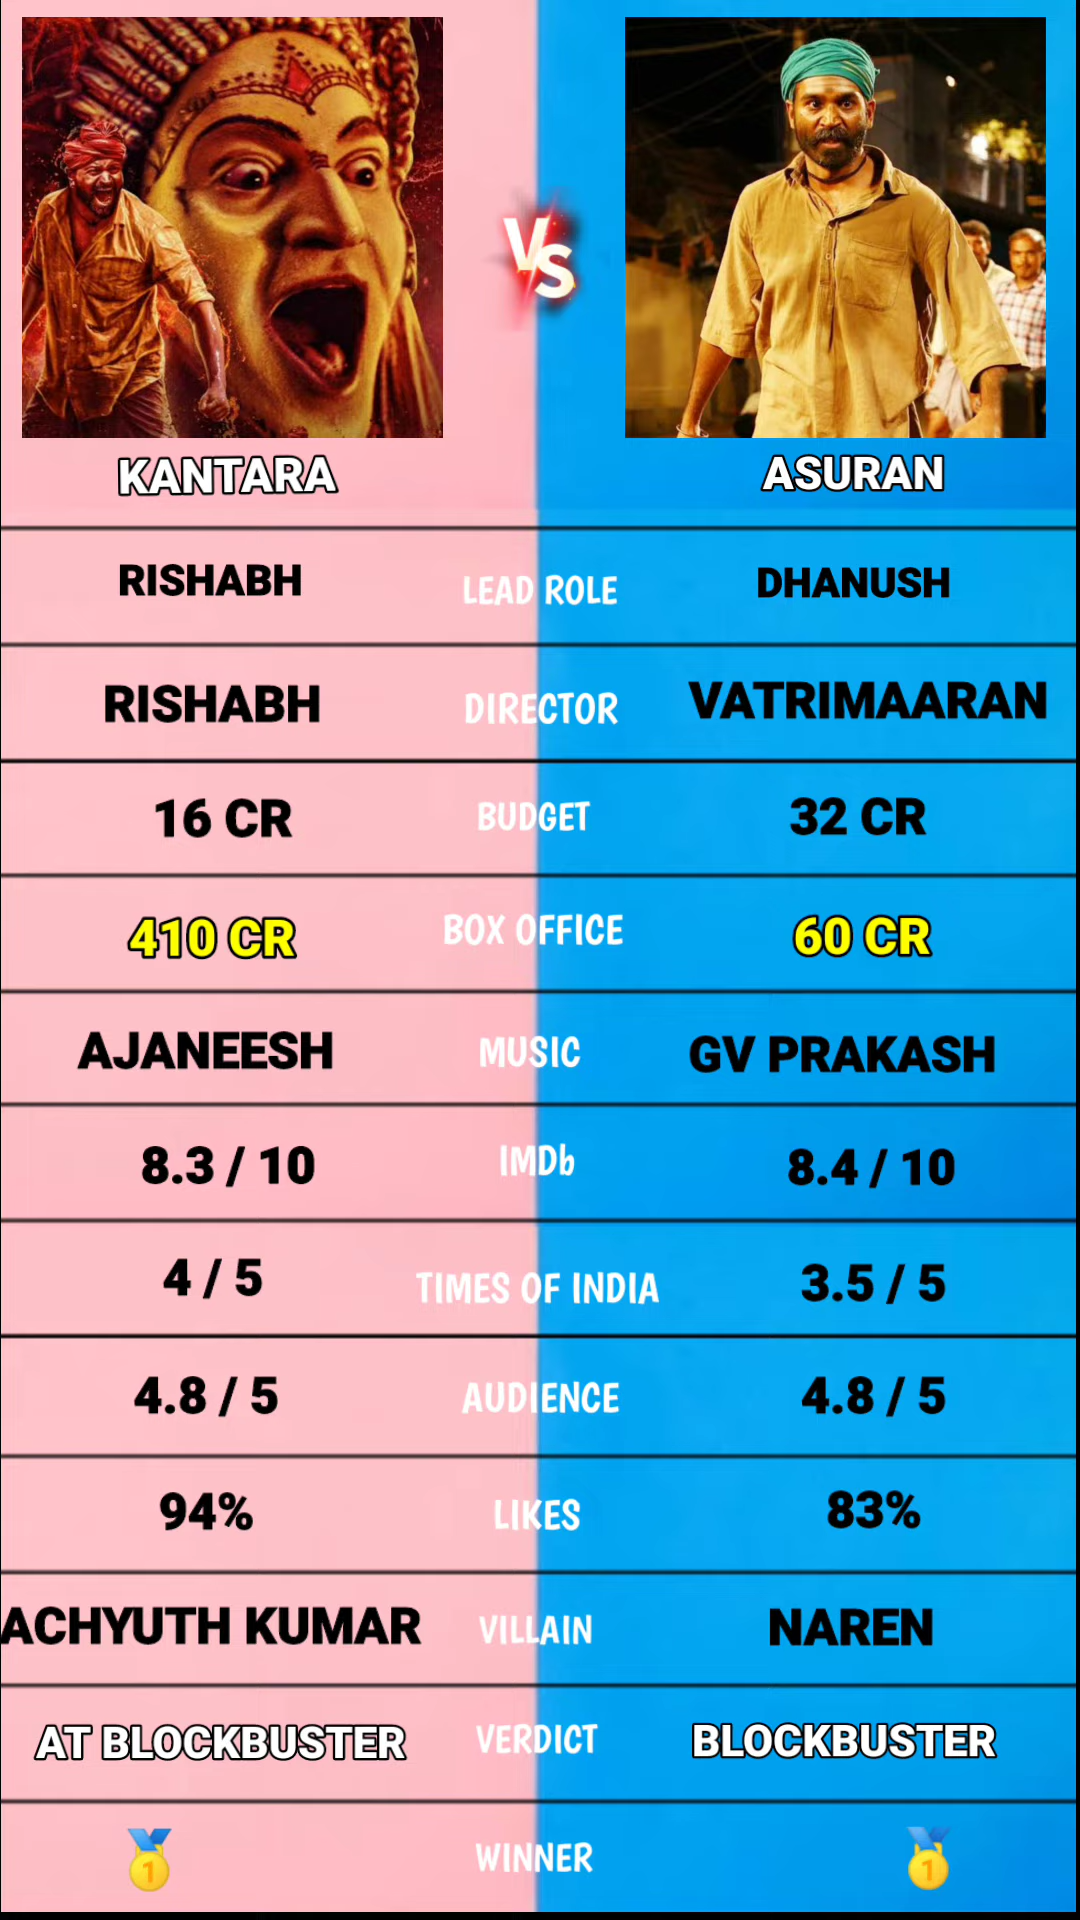 VS
KANTARA ASURAN
RISHABH LEAD ROLE DHANUSH
RISHABH DIRECTOR VATRIMAARAN
16 CR BUDGET 32 CR
410 CR BOX OFFICE 60 CR
AJANEESH MUSIC GV PRAKASH
8.3 / 10 IMDb 8.4 / 10
4 / 5 TIMES OF INDIA 3.5 / 5
4.8 / 5 AUDIENCE 4.8 / 5
94% LIKES 83%
ACHYUTH KUMAR VILLAIN NAREN
AT BLOCKBUSTER VERDICT BLOCKBUSTER
1 WINNER 1